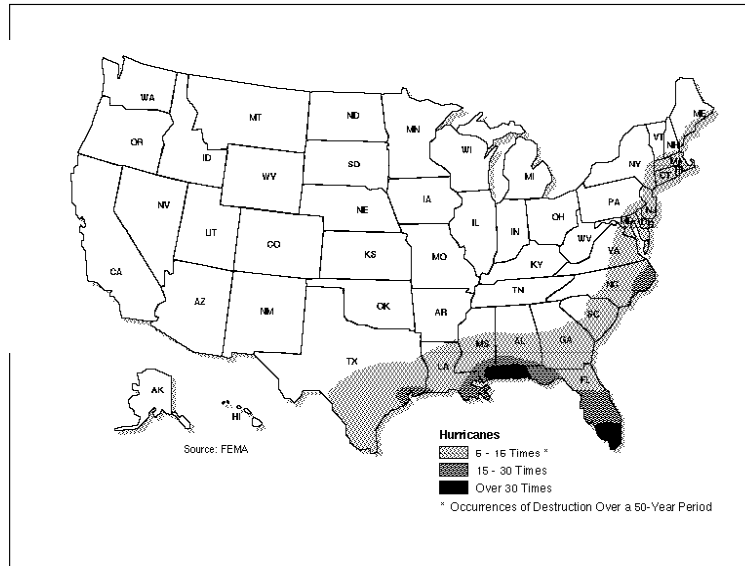 WA
MT
ND
MN
ME
OR
ID
SD
WI
VT
NH
NY
MA
WY
MI
CT
IA
PA
NJ
NV
NE
OH
MD
DE
UT
IL
IN
WV
CO
VA
CA
KS
MO
KY
NC
TN
AZ
OK
NM
AR
SC
MS
AL
GA
TX
LA
FL
AK
HI
Source: FEMA
Hurricanes
5 - 15 Times *
15 - 30 Times
Over 30 Times
* Occurrences of Destruction Over a 50-Year Period